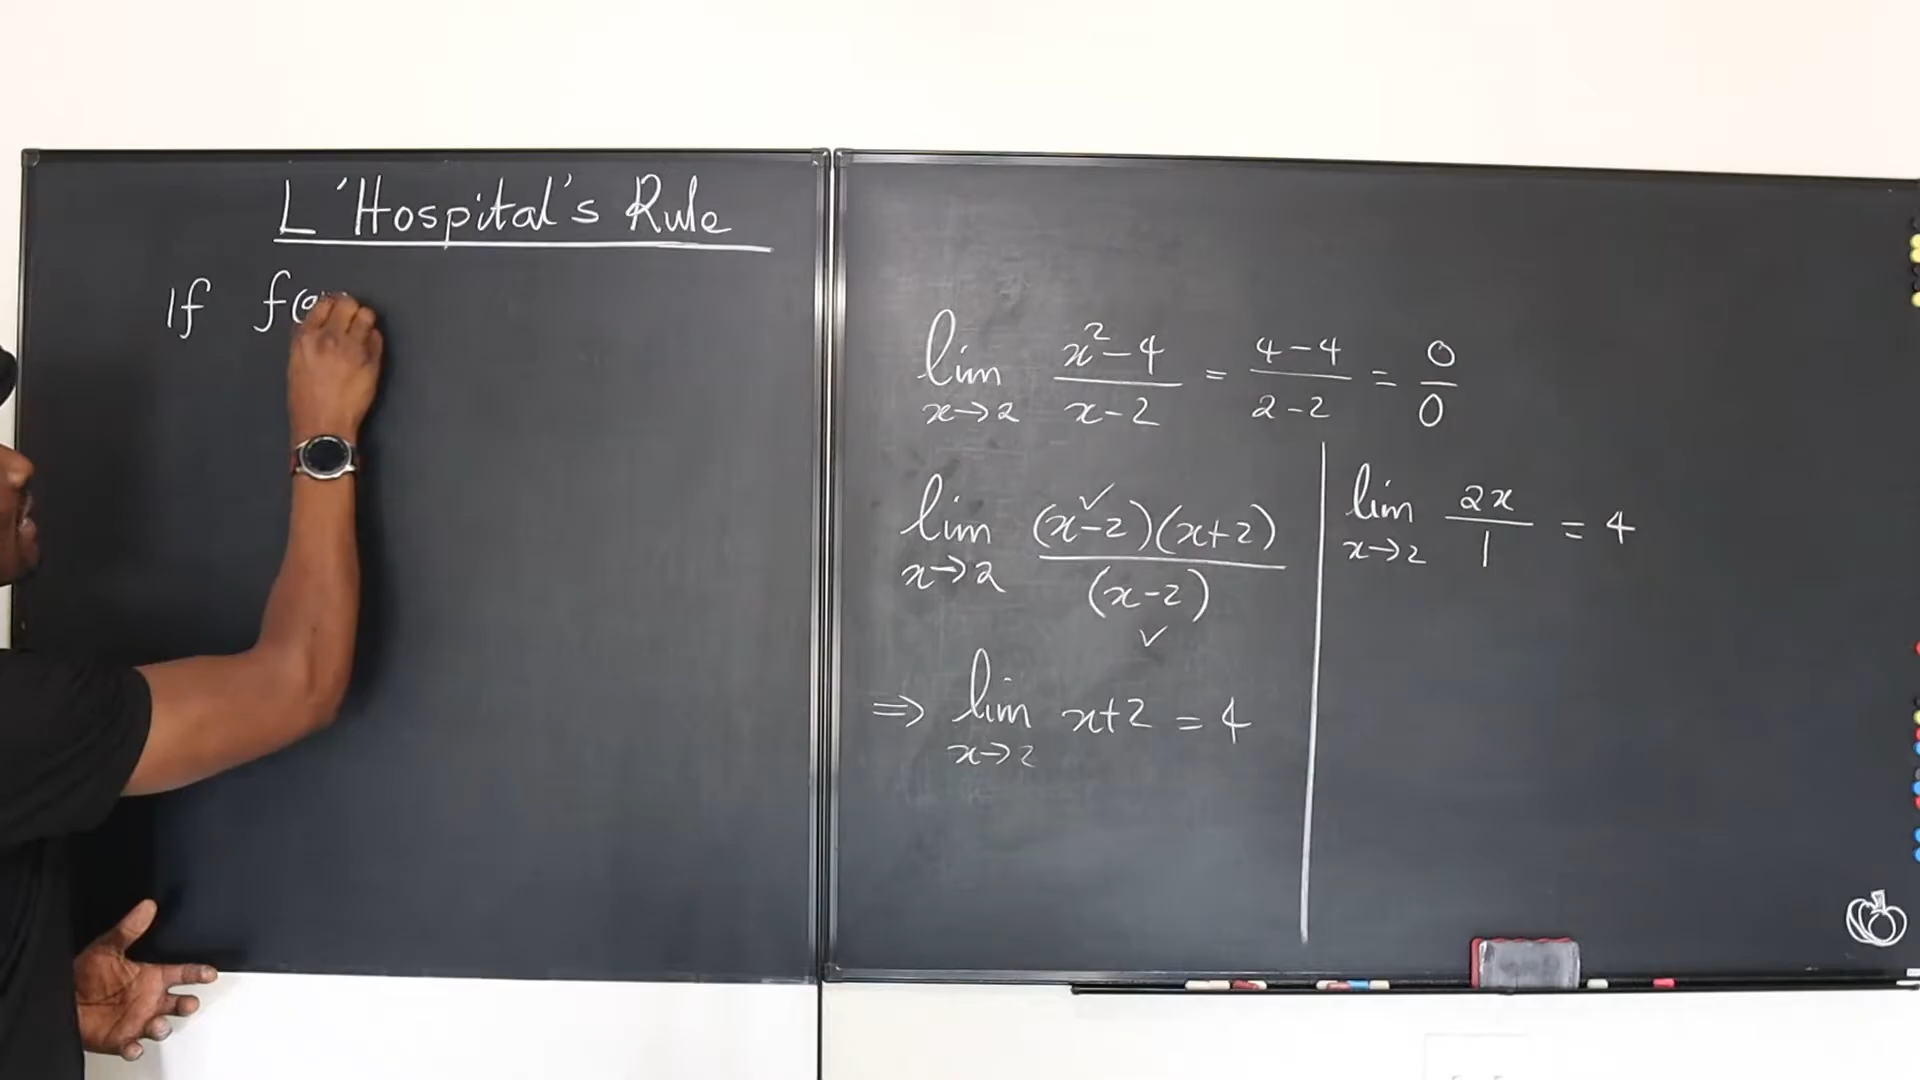 L'Hospital's Rule
If f(a
lim x→2 x²-4 / x-2 = 4-4 / 2-2 = 0/0
lim x→2 (x-2)(x+2) / (x-2)
⇒ lim x→2 x+2 = 4
lim x→2 2x/1 = 4